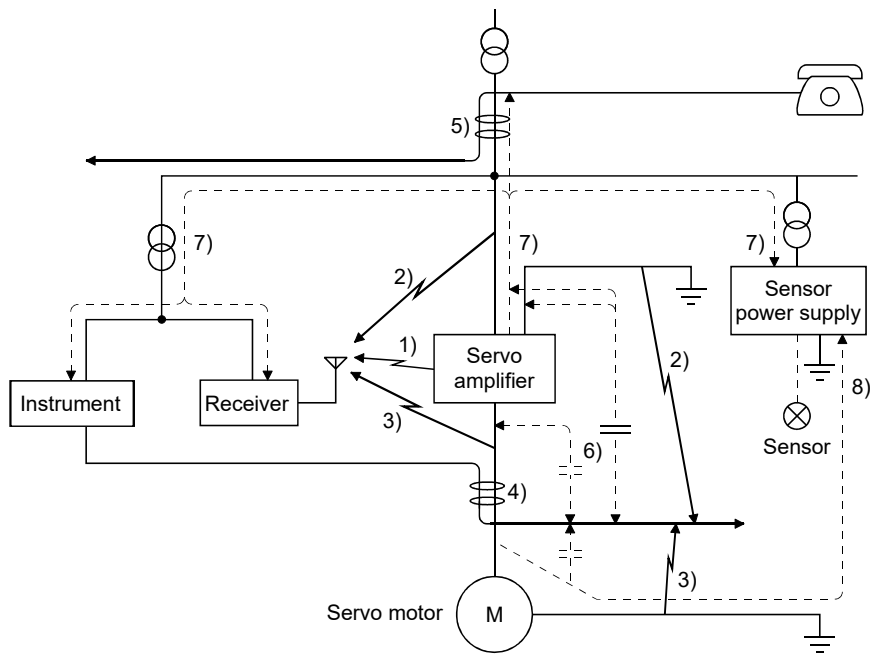 5)
7)
7)
7)
2)
Sensor
power supply
1)
Servo
amplifier
2)
8)
Instrument
Receiver
3)
6)
Sensor
4)
3)
Servo motor
M